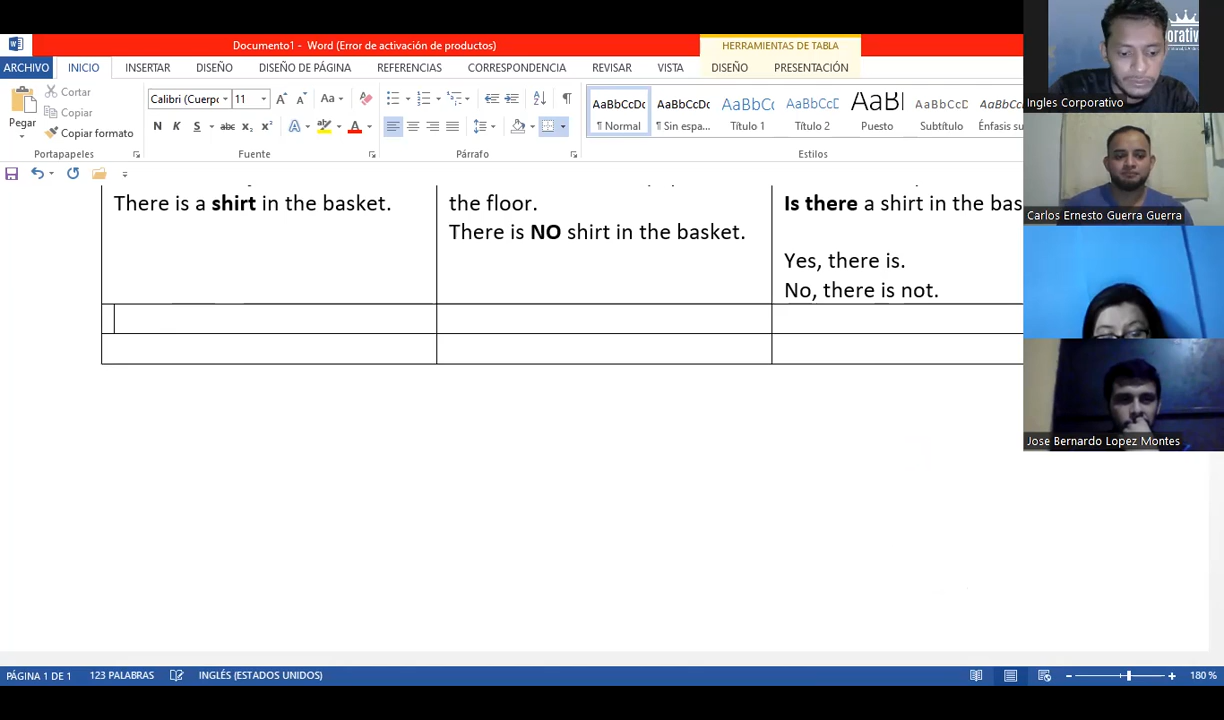 Documento1 - Word (Error de activación de productos)
HERRAMIENTAS DE TABLA
ARCHIVO INICIO INSERTAR DISEÑO DISEÑO DE PÁGINA REFERENCIAS CORRESPONDENCIA REVISAR VISTA DISEÑO PRESENTACIÓN
Pegar
Cortar
Copiar
Copiar formato
Portapapeles
Calibri (Cuerpo 11
Aa
N K S abc x₂ x² A A
Fuente
Párrafo
AaBbCcDc AaBbCcDc AaBbCc AaBbCcD AaB AaBbCcD AaBbCcD
¶ Normal ¶ Sin espa... Título 1 Título 2 Puesto Subtítulo Énfasis su
Estilos
There is a shirt in the basket.
the floor.
There is NO shirt in the basket.
Is there a shirt in the bas
Yes, there is.
No, there is not.
Ingles Corporativo
Carlos Ernesto Guerra Guerra
Jose Bernardo Lopez Montes
PÁGINA 1 DE 1 123 PALABRAS INGLÉS (ESTADOS UNIDOS) 180 %